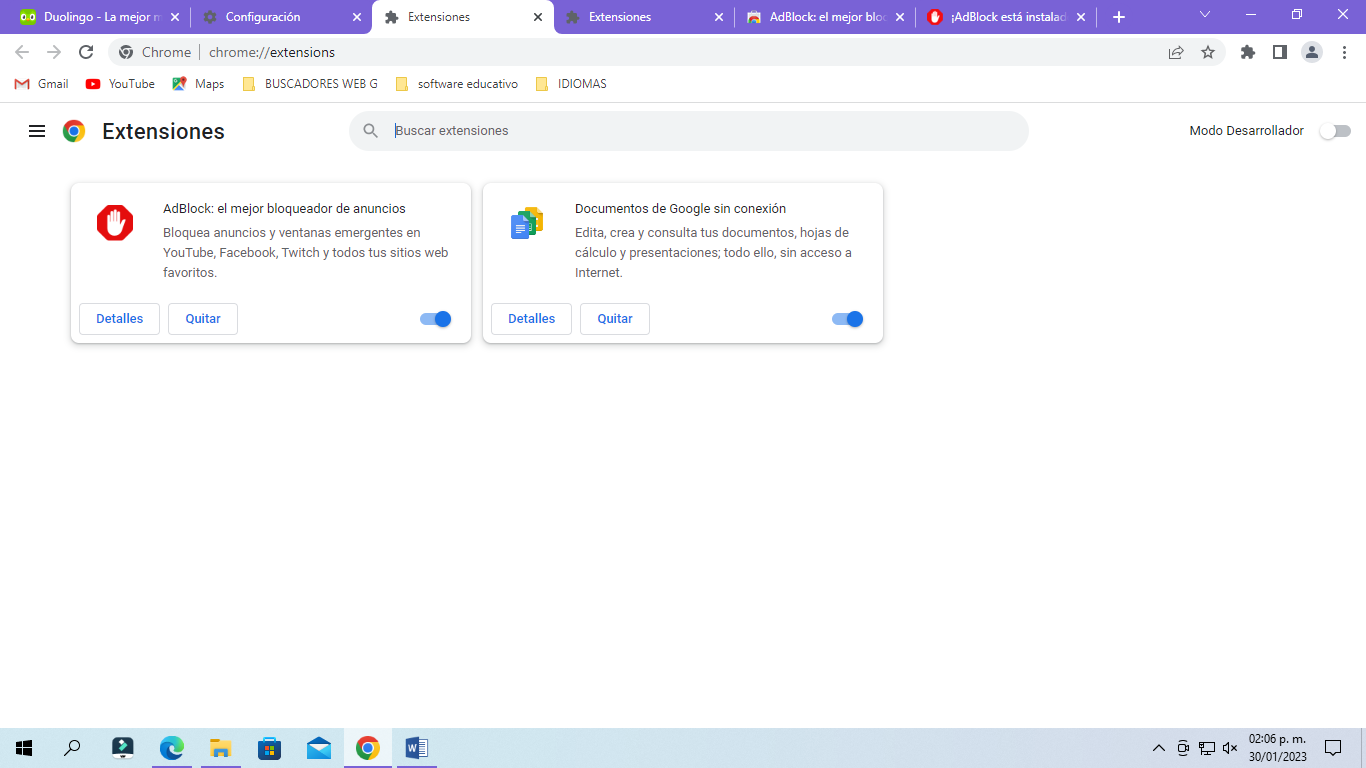 Duolingo - La mejor m
Configuración
Extensiones
Extensiones
AdBlock: el mejor bloc
¡AdBlock está instalad
Chrome
chrome://extensions
Gmail
YouTube
Maps
BUSCADORES WEB G
software educativo
IDIOMAS
Extensiones
Buscar extensiones
Modo Desarrollador
AdBlock: el mejor bloqueador de anuncios
Bloquea anuncios y ventanas emergentes en
YouTube, Facebook, Twitch y todos tus sitios web
favoritos.
Detalles
Quitar
Documentos de Google sin conexión
Edita, crea y consulta tus documentos, hojas de
cálculo y presentaciones; todo ello, sin acceso a
Internet.
Detalles
Quitar
02:06 p. m.
30/01/2023